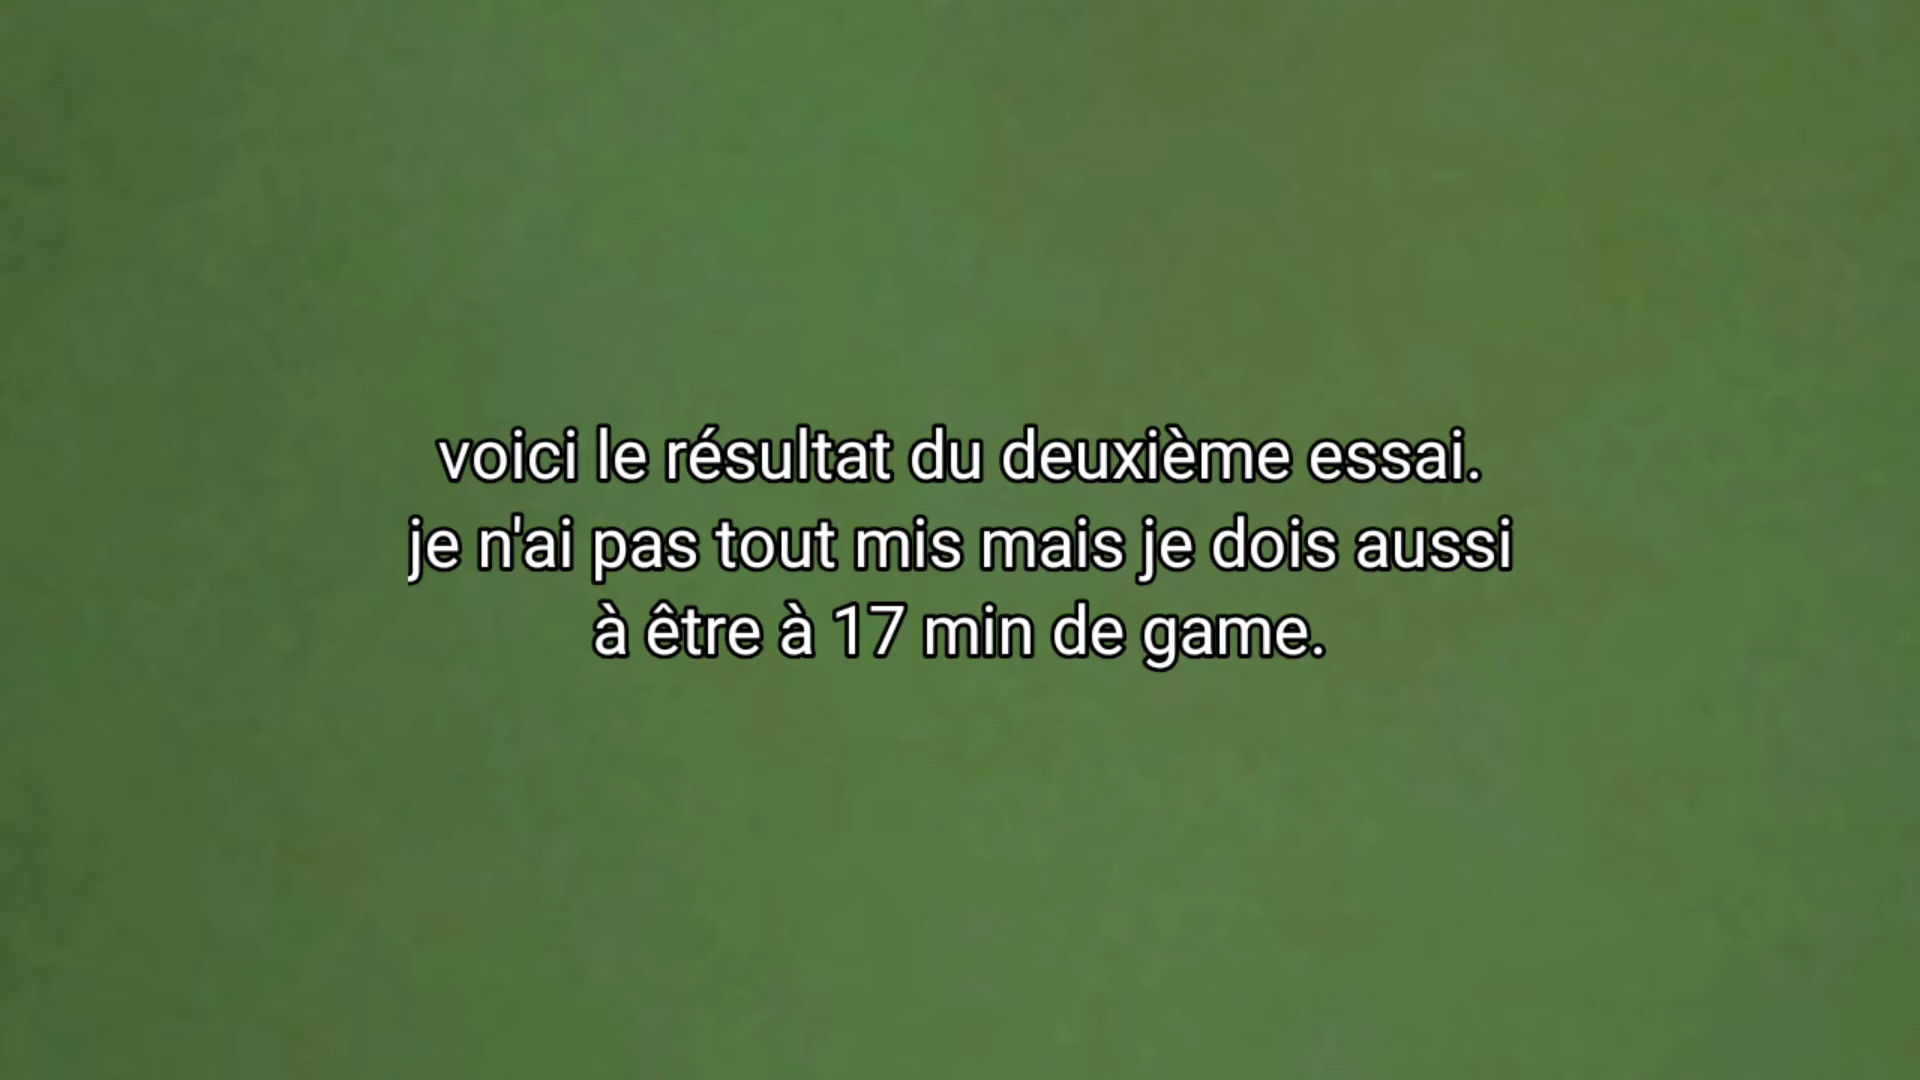 voici le résultat du deuxième essai.
je n'ai pas tout mis mais je dois aussi
à être à 17 min de game.